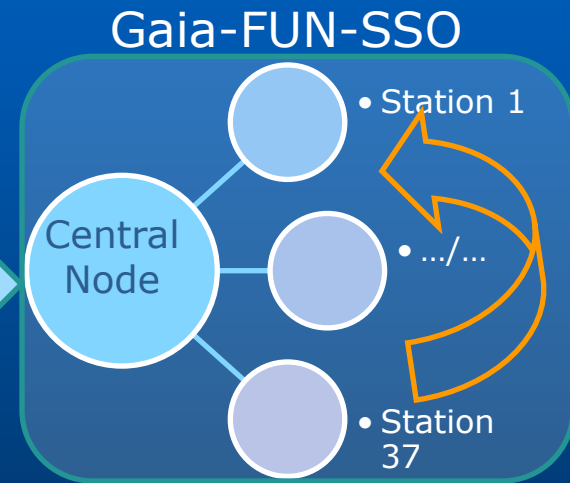 Gaia-FUN-SSO
• Station 1
Central
Node
• .../...
• Station
37